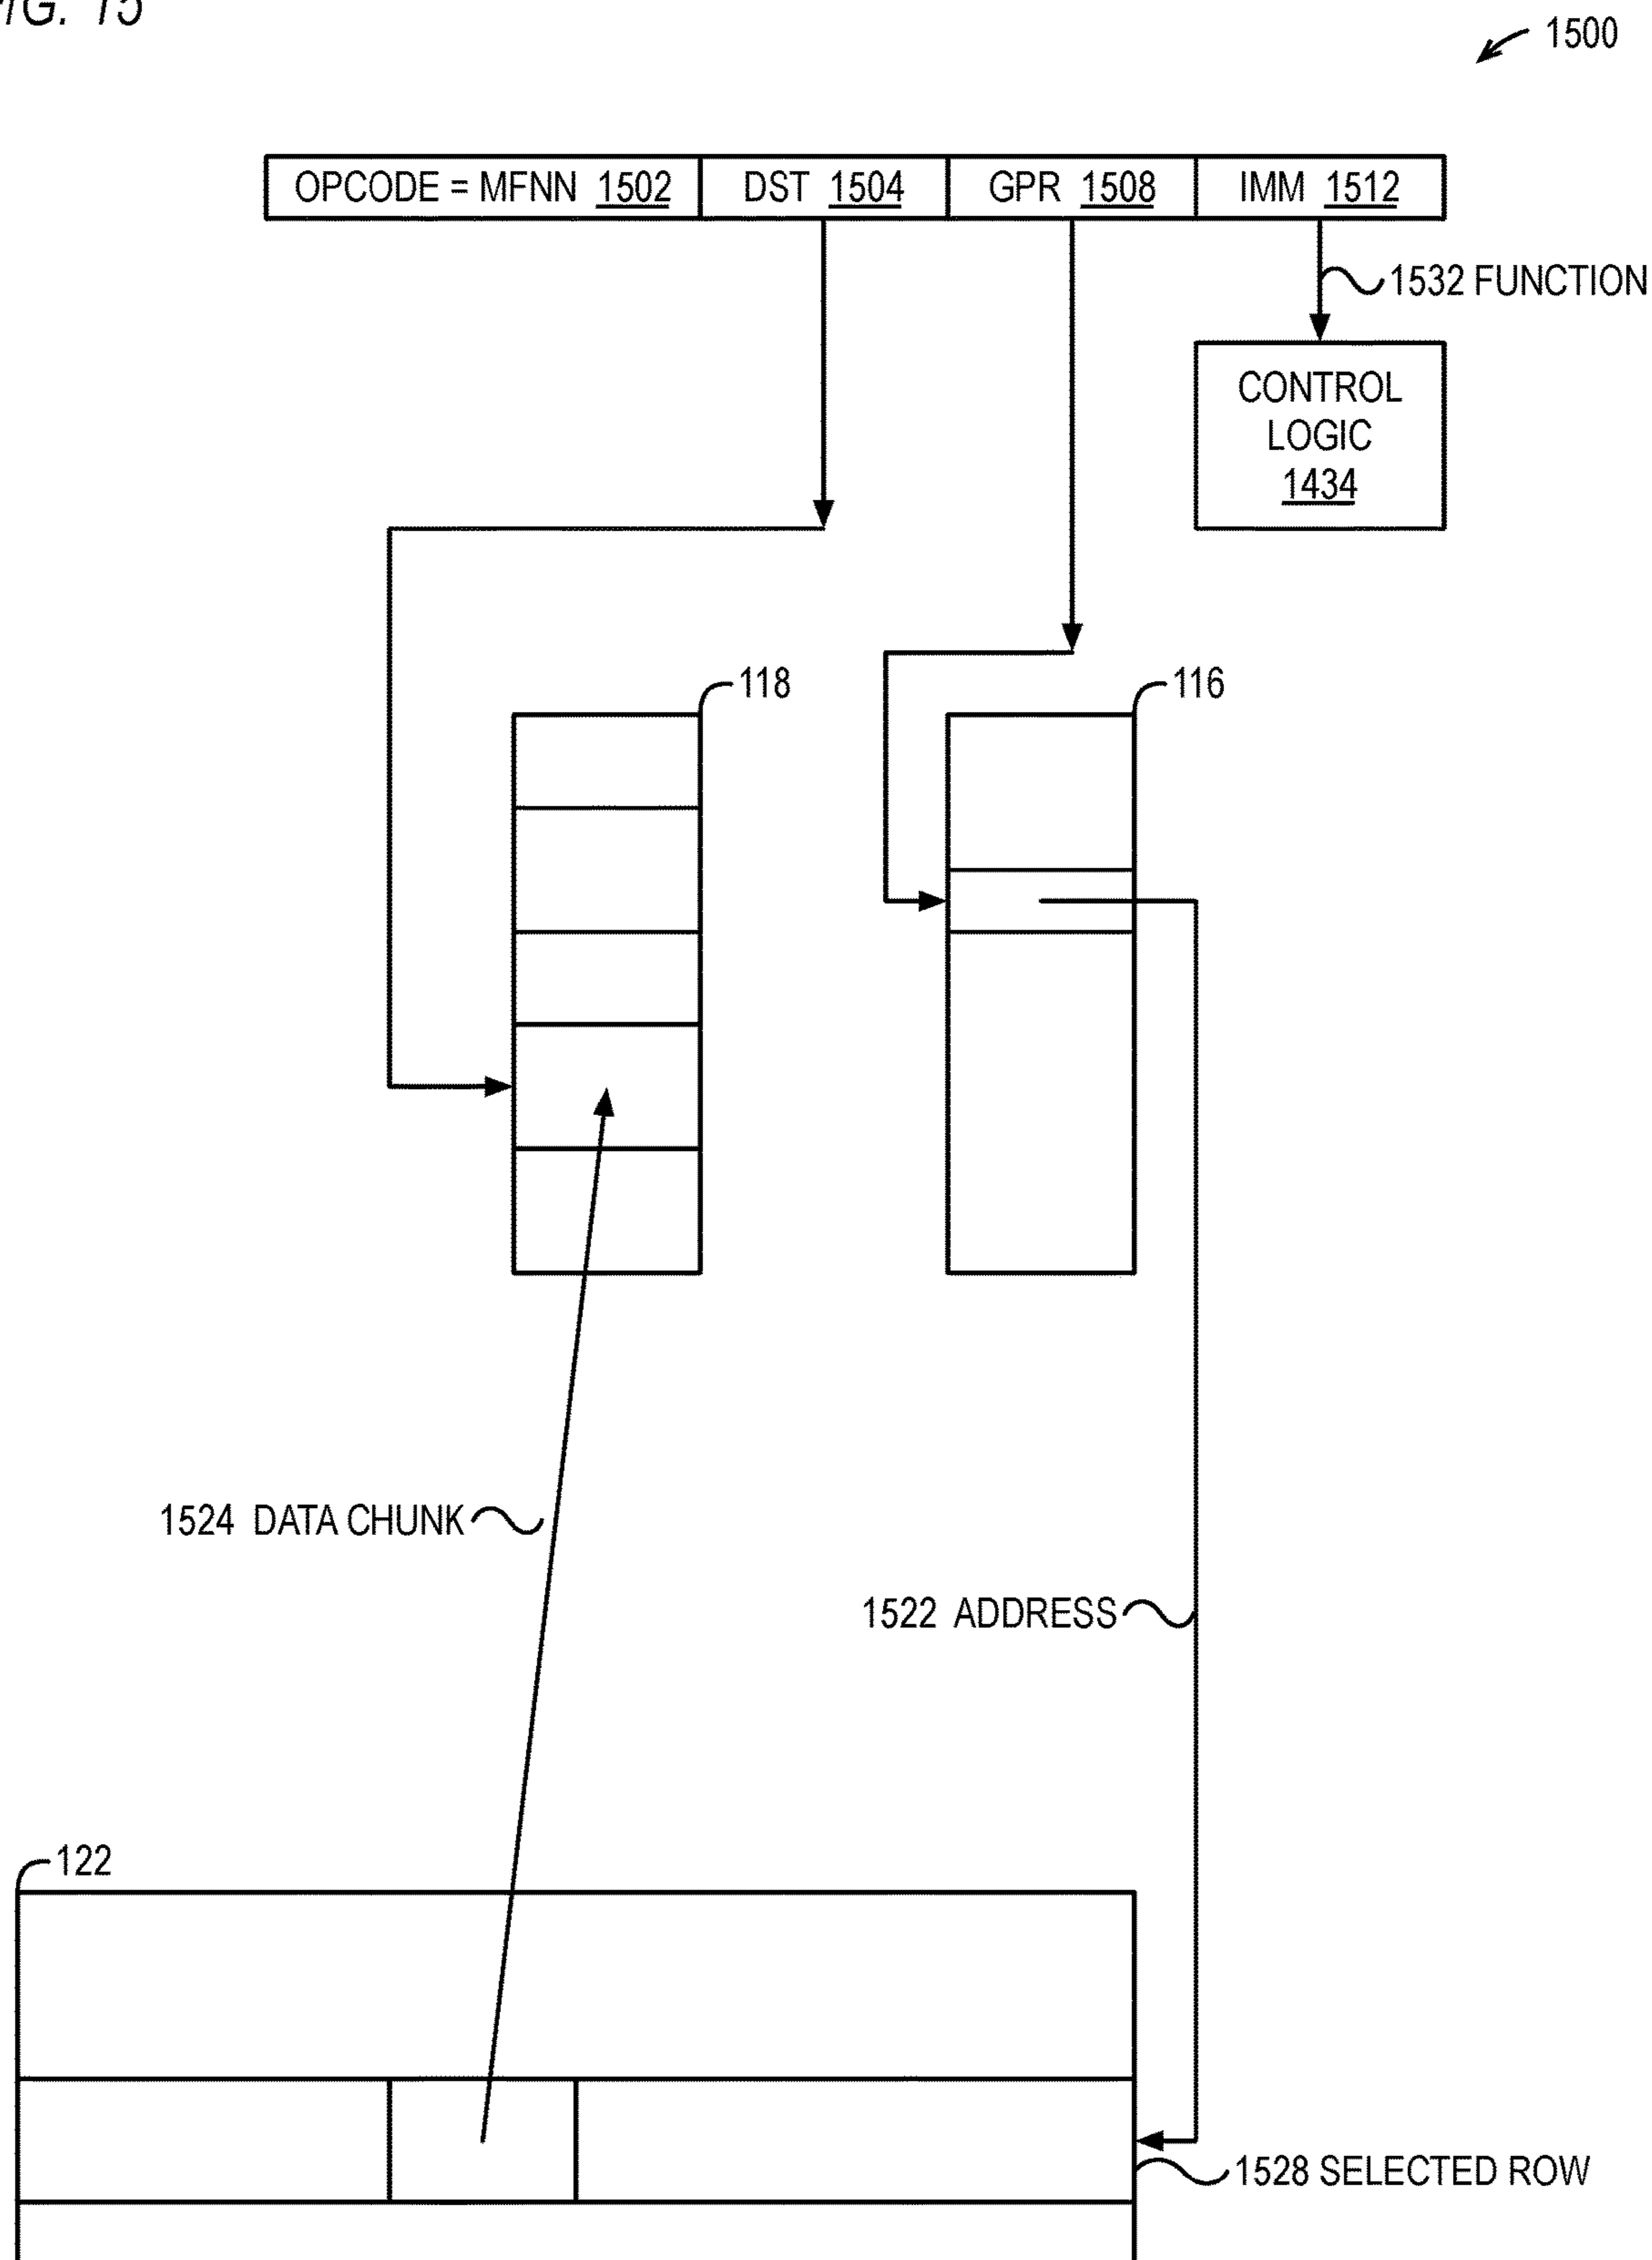 FIG. 15
1500
OPCODE = MFNN 1502 DST 1504 GPR 1508 IMM 1512
1532 FUNCTION
CONTROL
LOGIC
1434
118
116
1524 DATA CHUNK
1522 ADDRESS
122
1528 SELECTED ROW